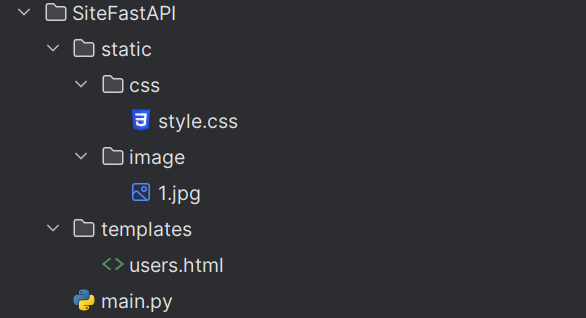 SiteFastAPI
static
css
style.css
image
1.jpg
templates
users.html
main.py